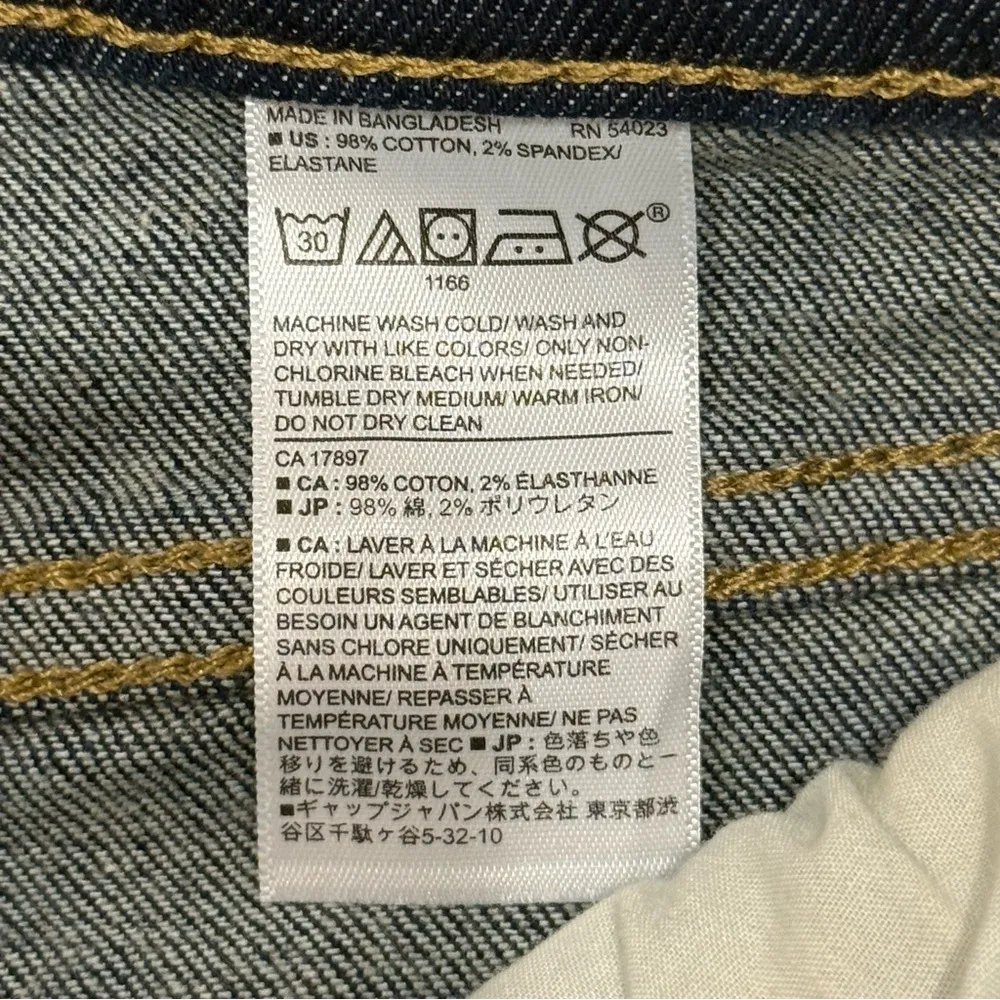 MADE IN BANGLADESH RN 54023
■ US : 98% COTTON, 2% SPANDEX/
ELASTANE
30
®
1166
MACHINE WASH COLD/ WASH AND
DRY WITH LIKE COLORS/ ONLY NON-
CHLORINE BLEACH WHEN NEEDED/
TUMBLE DRY MEDIUM/ WARM IRON/
DO NOT DRY CLEAN
CA 17897
■ CA : 98% COTON, 2% ÉLASTHANNE
■ JP : 98% 綿, 2% ポリウレタン
■ CA : LAVER À LA MACHINE À L'EAU
FROIDE/ LAVER ET SÉCHER AVEC DES
COULEURS SEMBLABLES/ UTILISER AU
BESOIN UN AGENT DE BLANCHIMENT
SANS CHLORE UNIQUEMENT/ SÉCHER
À LA MACHINE À TEMPÉRATURE
MOYENNE/ REPASSER À
TEMPÉRATURE MOYENNE/ NE PAS
NETTOYER À SEC ■ JP : 色落ちや色
移りを避けるため、同系色のものと一
緒に洗濯/乾燥してください。
■ギャップジャパン株式会社 東京都渋
谷区千駄ヶ谷5-32-10